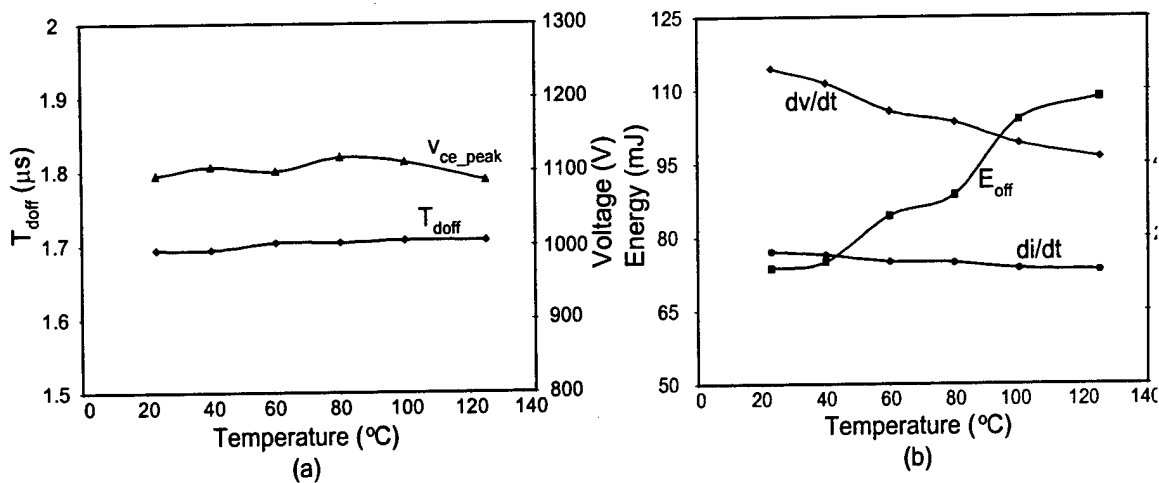 2
1.9
1.8
1.7
1.6
1.5
T_doff (μs)
0 20 40 60 80 100 120 140
Temperature (ºC)
(a)
v_ce_peak
T_doff
1300
1200
1100
1000
900
800
Voltage (V)
125
110
95
80
65
50
Energy (mJ)
dv/dt
E_off
di/dt
0 20 40 60 80 100 120
Temperature (ºC)
(b)